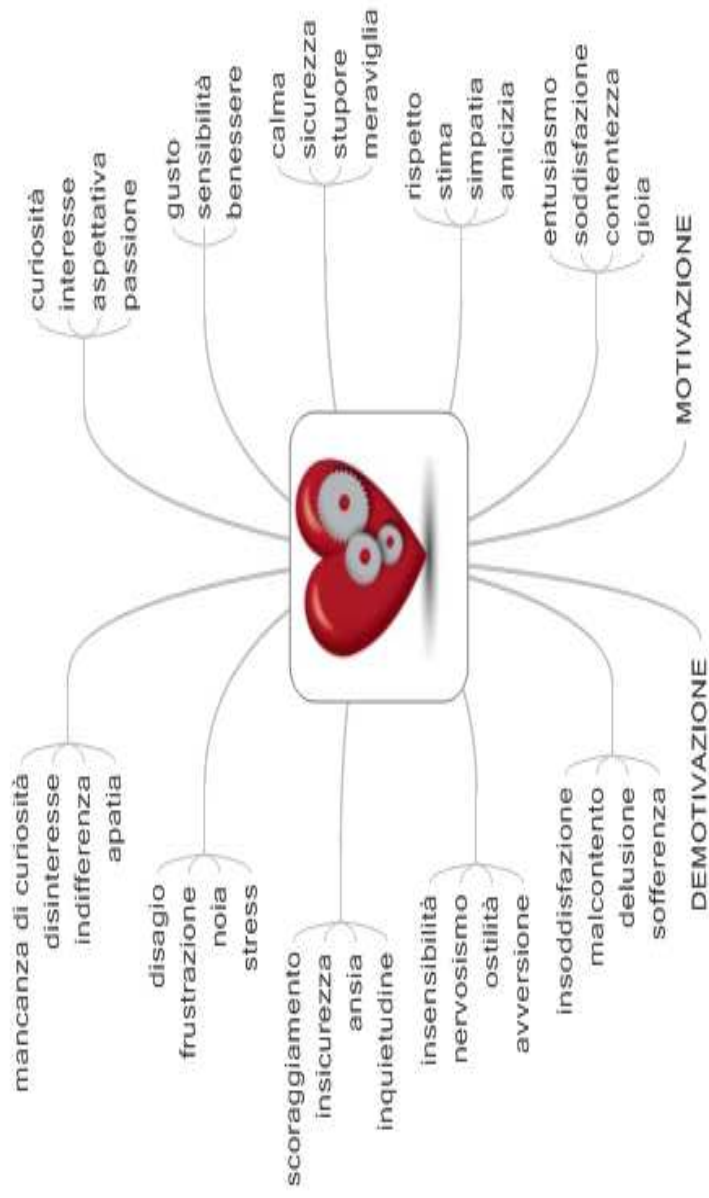 mancanza di curiosità
disinteresse
indifferenza
apatia
disagio
frustrazione
noia
stress
scoraggiamento
insicurezza
ansia
inquietudine
insensibilità
nervosismo
ostilità
avversione
insoddisfazione
malcontento
delusione
sofferenza
DEMOTIVAZIONE
curiosità
interesse
aspettativa
passione
gusto
sensibilità
benessere
calma
sicurezza
stupore
meraviglia
rispetto
stima
simpatia
amicizia
entusiasmo
soddisfazione
contentezza
gioia
MOTIVAZIONE